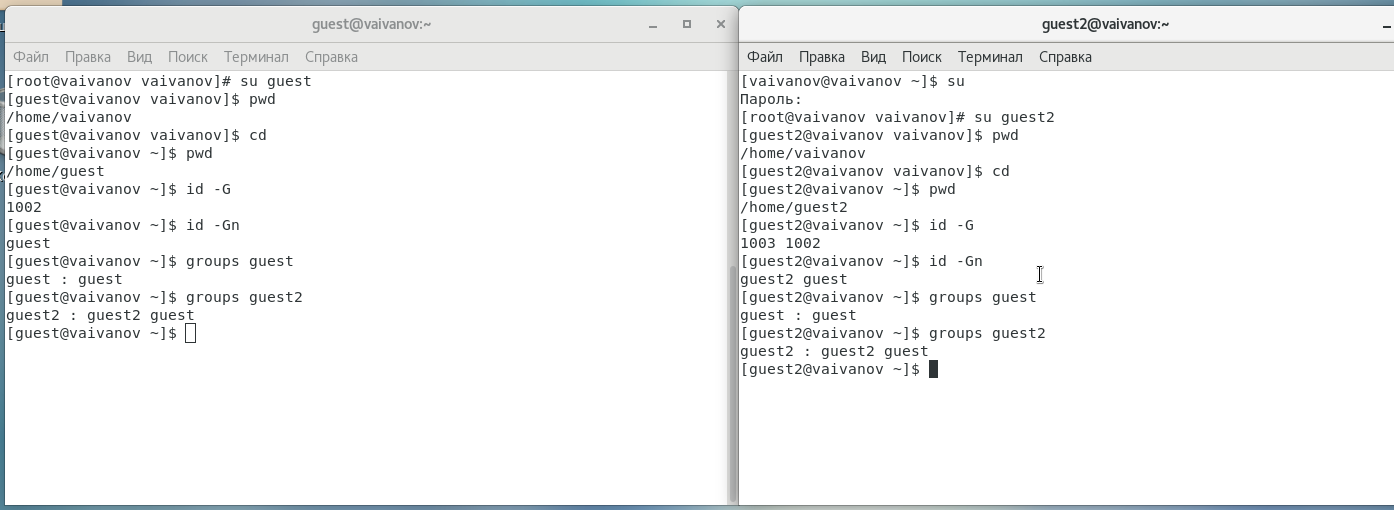 guest@vaivanov:~
Файл Правка Вид Поиск Терминал Справка
[root@vaivanov vaivanov]# su guest
[guest@vaivanov vaivanov]$ pwd
/home/vaivanov
[guest@vaivanov vaivanov]$ cd
[guest@vaivanov ~]$ pwd
/home/guest
[guest@vaivanov ~]$ id -G
1002
[guest@vaivanov ~]$ id -Gn
guest
[guest@vaivanov ~]$ groups guest
guest : guest
[guest@vaivanov ~]$ groups guest2
guest2 : guest2 guest
[guest@vaivanov ~]$
guest2@vaivanov:~
Файл Правка Вид Поиск Терминал Справка
[vaivanov@vaivanov ~]$ su
Пароль:
[root@vaivanov vaivanov]# su guest2
[guest2@vaivanov vaivanov]$ pwd
/home/vaivanov
[guest2@vaivanov vaivanov]$ cd
[guest2@vaivanov ~]$ pwd
/home/guest2
[guest2@vaivanov ~]$ id -G
1003 1002
[guest2@vaivanov ~]$ id -Gn
guest2 guest
[guest2@vaivanov ~]$ groups guest
guest : guest
[guest2@vaivanov ~]$ groups guest2
guest2 : guest2 guest
[guest2@vaivanov ~]$